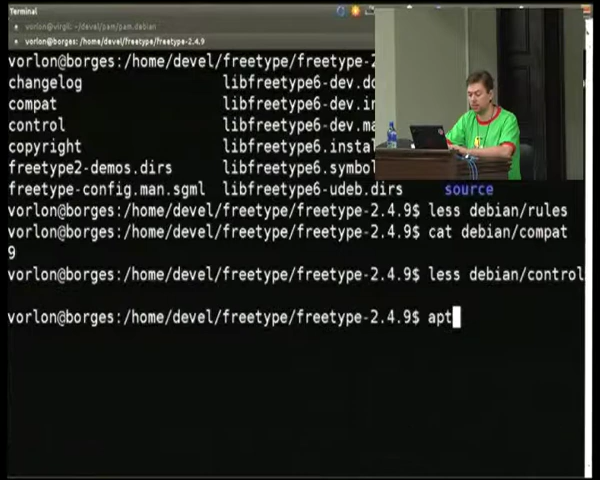 Terminal
vorlon@virgil: ~/devel/pam/pam.debian
vorlon@borges: /home/devel/freetype/freetype-2.4.9
vorlon@borges:/home/devel/freetype/freetype-2
changelog libfreetype6-dev.do
compat libfreetype6-dev.in
control libfreetype6-dev.ma
copyright libfreetype6.instal
freetype2-demos.dirs libfreetype6.symbol
freetype-config.man.sgml libfreetype6-udeb.dirs source
vorlon@borges:/home/devel/freetype/freetype-2.4.9$ less debian/rules
vorlon@borges:/home/devel/freetype/freetype-2.4.9$ cat debian/compat
9
vorlon@borges:/home/devel/freetype/freetype-2.4.9$ less debian/control
vorlon@borges:/home/devel/freetype/freetype-2.4.9$ apt